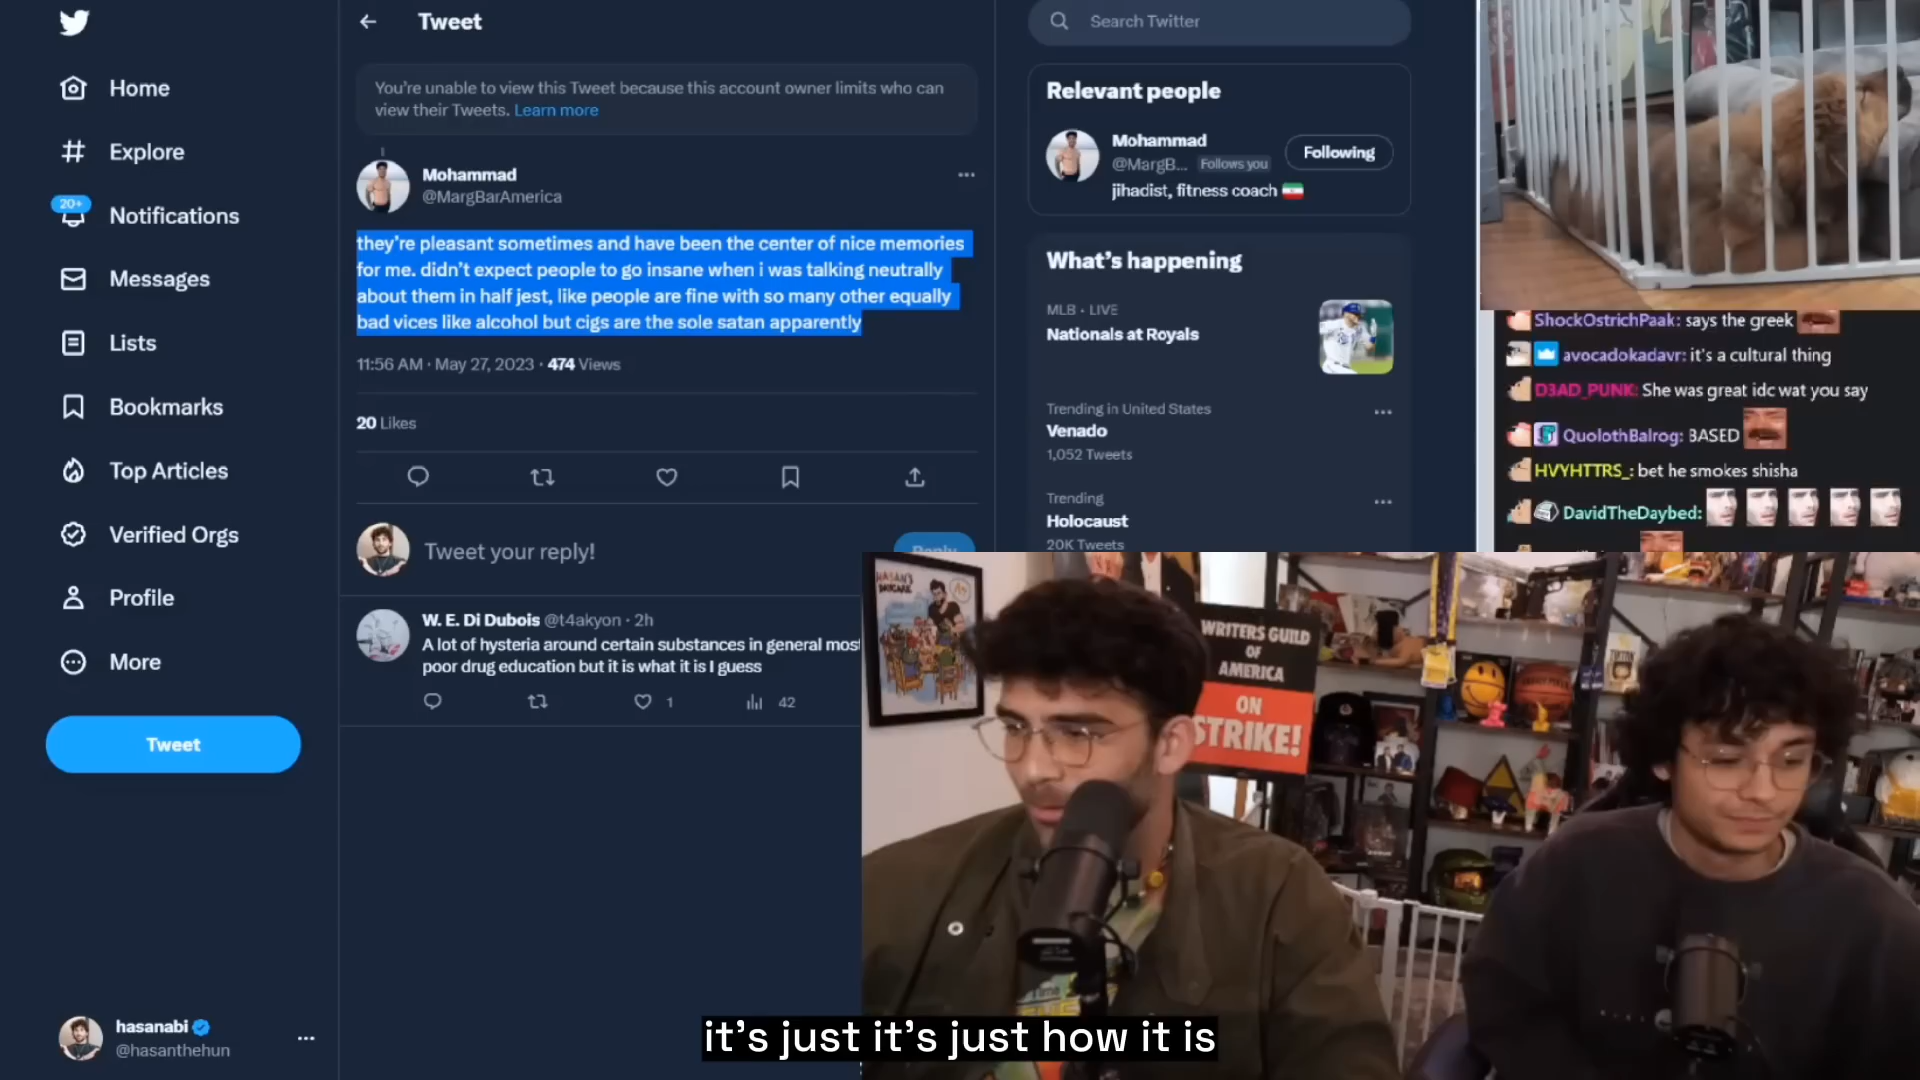 Home
Explore
20+
Notifications
Messages
Lists
Bookmarks
Top Articles
Verified Orgs
Profile
More
Tweet
hasanabi
@hasanthehun
Tweet
You're unable to view this Tweet because this account owner limits who can
view their Tweets. Learn more
Mohammad
@MargBarAmerica
they're pleasant sometimes and have been the center of nice memories
for me. didn't expect people to go insane when i was talking neutrally
about them in half jest, like people are fine with so many other equally
bad vices like alcohol but cigs are the sole satan apparently
11:56 AM · May 27, 2023 · 474 Views
20 Likes
Tweet your reply!
Reply
W. E. Di Dubois @t4akyon · 2h
A lot of hysteria around certain substances in general most
poor drug education but it is what it is I guess
1
42
Search Twitter
Relevant people
Mohammad
@MargB... Follows you
Following
jihadist, fitness coach
What's happening
MLB · LIVE
Nationals at Royals
Trending in United States
Venado
1,052 Tweets
Trending
Holocaust
20K Tweets
ShockOstrichPaak: says the greek
avocadokadavr: it's a cultural thing
D3AD_PUNK: She was great idc wat you say
QuolothBalrog: BASED
HVYHTTRS_: bet he smokes shisha
DavidTheDaybed:
HASAN'S
DAYCARE
A+
WRITERS GUILD
OF
AMERICA
ON
STRIKE!
it's just it's just how it is